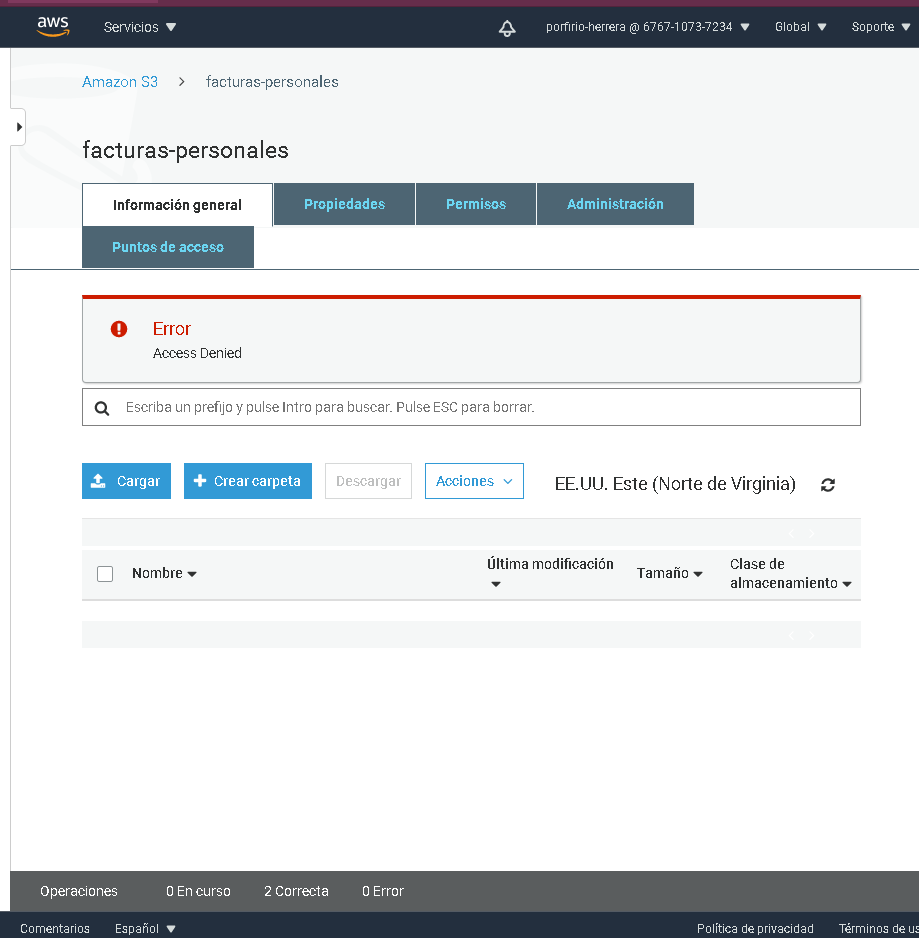 aws
Servicios
porfirio-herrera @ 6767-1073-7234
Global
Soporte
Amazon S3 > facturas-personales
facturas-personales
Información general
Propiedades
Permisos
Administración
Puntos de acceso
Error
Access Denied
Escriba un prefijo y pulse Intro para buscar. Pulse ESC para borrar.
Cargar
Crear carpeta
Descargar
Acciones
EE.UU. Este (Norte de Virginia)
Nombre
Última modificación
Tamaño
Clase de
almacenamiento
Operaciones
0 En curso
2 Correcta
0 Error
Comentarios
Español
Política de privacidad
Términos de us